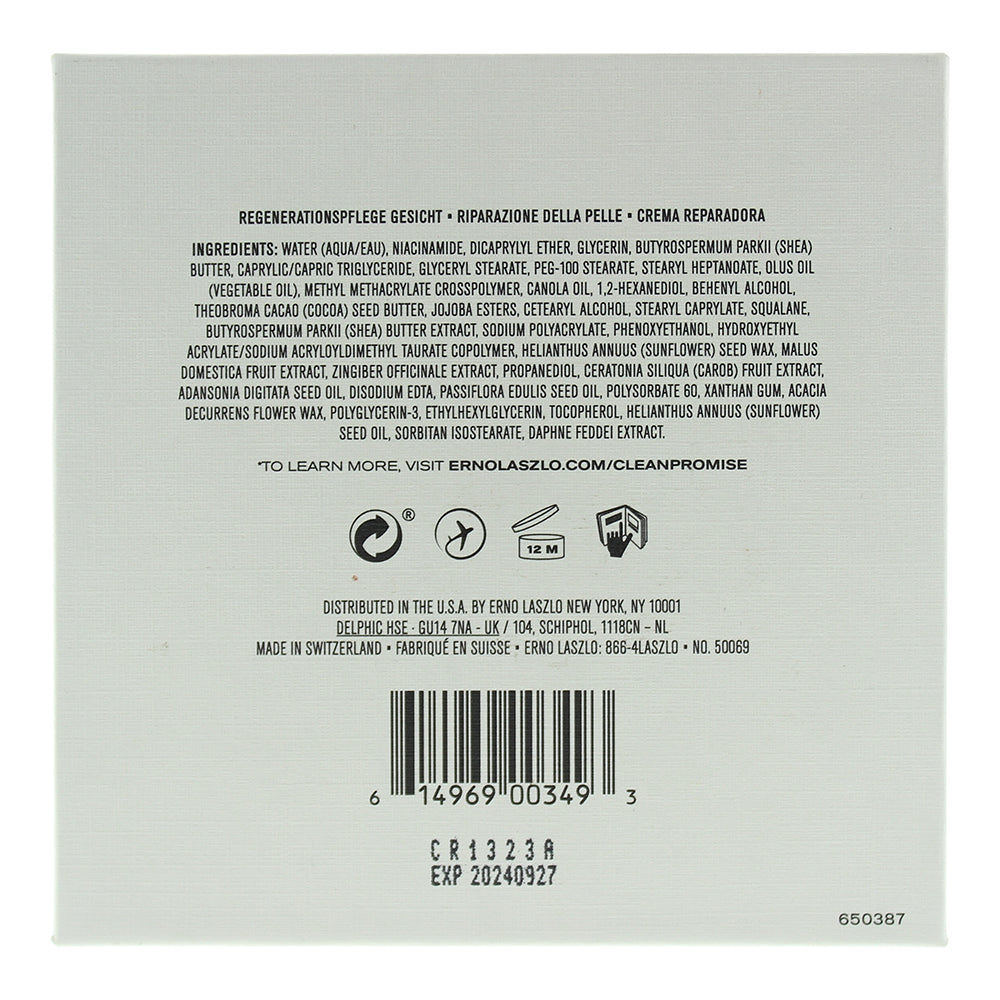 REGENERATIONSPFLEGE GESICHT • RIPARAZIONE DELLA PELLE • CREMA REPARADORA
INGREDIENTS: WATER (AQUA/EAU), NIACINAMIDE, DICAPRYLYL ETHER, GLYCERIN, BUTYROSPERMUM PARKII (SHEA)
BUTTER, CAPRYLIC/CAPRIC TRIGLYCERIDE, GLYCERYL STEARATE, PEG-100 STEARATE, STEARYL HEPTANOATE, OLUS OIL
(VEGETABLE OIL), METHYL METHACRYLATE CROSSPOLYMER, CANOLA OIL, 1,2-HEXANEDIOL, BEHENYL ALCOHOL,
THEOBROMA CACAO (COCOA) SEED BUTTER, JOJOBA ESTERS, CETEARYL ALCOHOL, STEARYL CAPRYLATE, SQUALANE,
BUTYROSPERMUM PARKII (SHEA) BUTTER EXTRACT, SODIUM POLYACRYLATE, PHENOXYETHANOL, HYDROXYETHYL
ACRYLATE/SODIUM ACRYLOYLDIMETHYL TAURATE COPOLYMER, HELIANTHUS ANNUUS (SUNFLOWER) SEED WAX, MALUS
DOMESTICA FRUIT EXTRACT, ZINGIBER OFFICINALE EXTRACT, PROPANEDIOL, CERATONIA SILIQUA (CAROB) FRUIT EXTRACT,
ADANSONIA DIGITATA SEED OIL, DISODIUM EDTA, PASSIFLORA EDULIS SEED OIL, POLYSORBATE 60, XANTHAN GUM, ACACIA
DECURRENS FLOWER WAX, POLYGLYCERIN-3, ETHYLHEXYLGLYCERIN, TOCOPHEROL, HELIANTHUS ANNUUS (SUNFLOWER)
SEED OIL, SORBITAN ISOSTEARATE, DAPHNE FEDDEI EXTRACT.
*TO LEARN MORE, VISIT ERNOLASZLO.COM/CLEANPROMISE
®
12 M
DISTRIBUTED IN THE U.S.A. BY ERNO LASZLO NEW YORK, NY 10001
DELPHIC HSE · GU14 7NA - UK / 104, SCHIPHOL, 1118CN – NL
MADE IN SWITZERLAND • FABRIQUÉ EN SUISSE • ERNO LASZLO: 866-4LASZLO • NO. 50069
6 14969 00349 3
CR1323A
EXP 20240927
650387